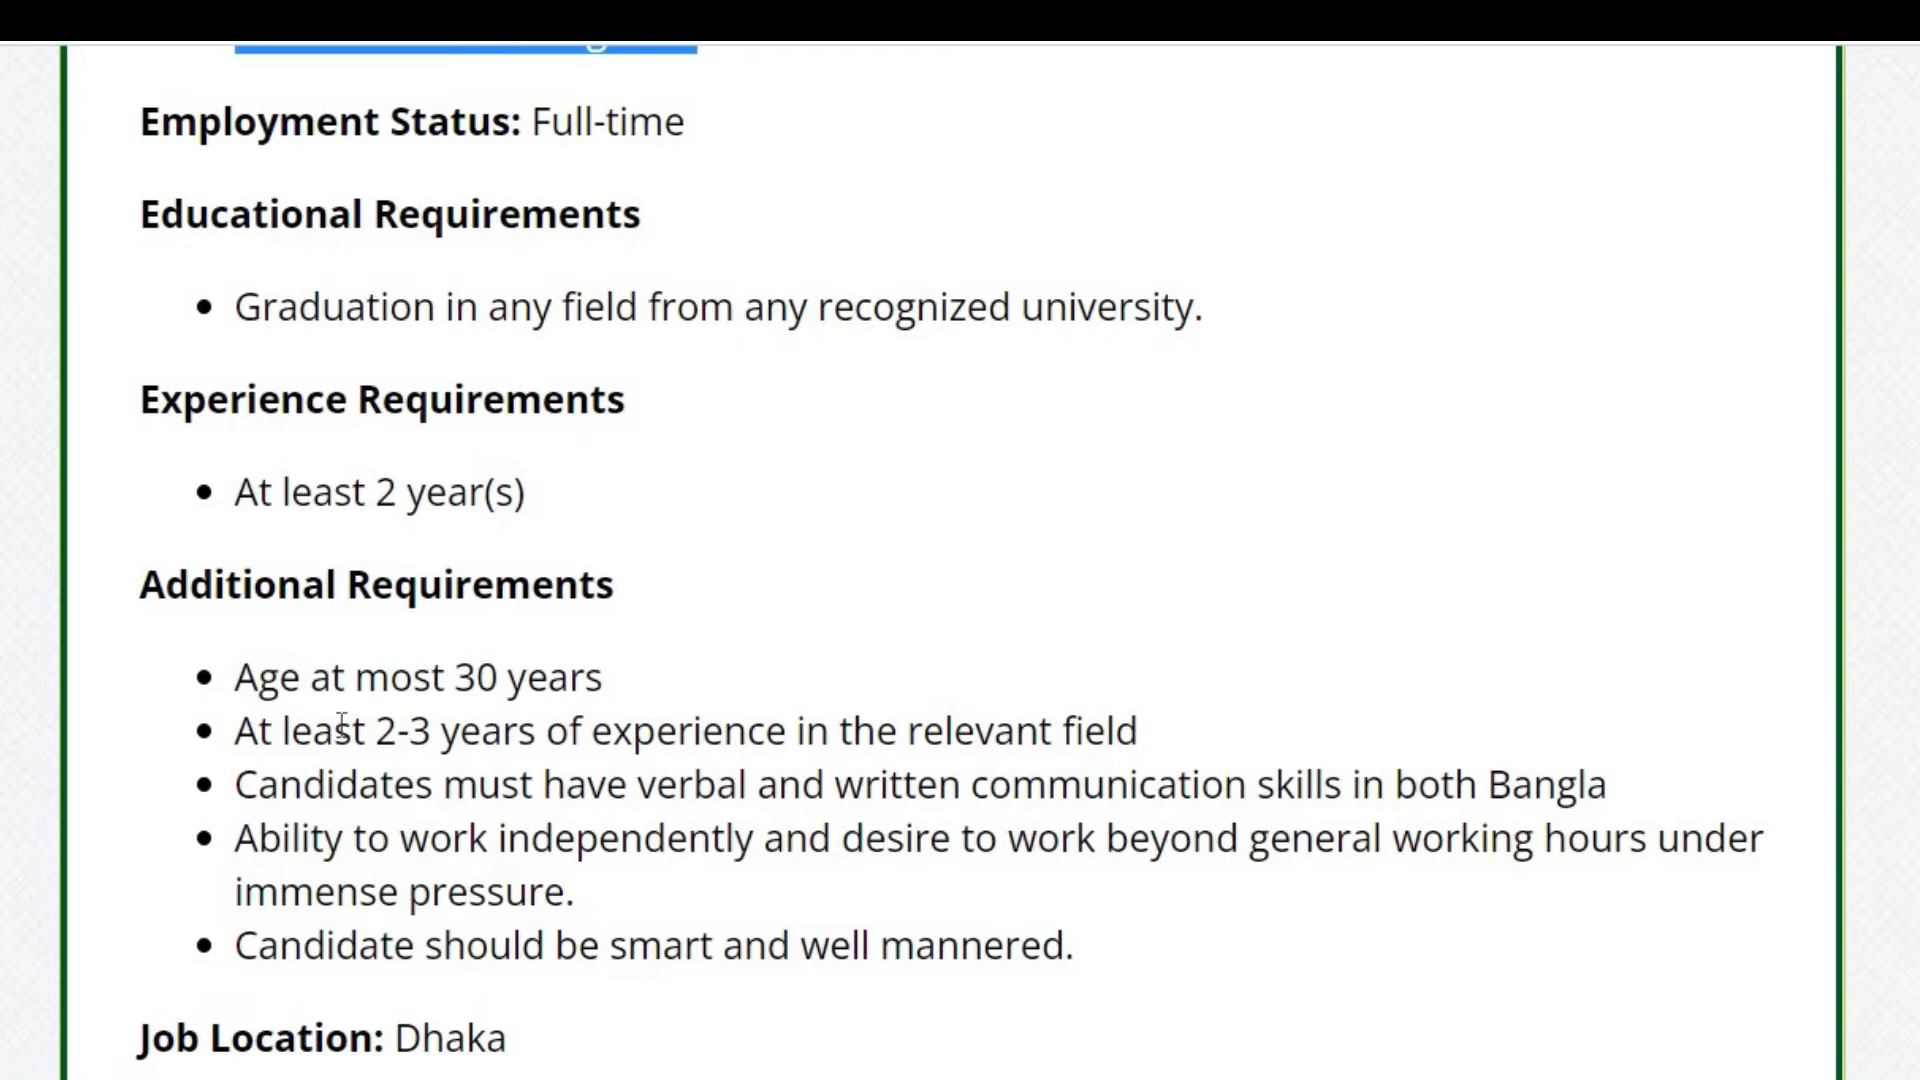 Employment Status: Full-time
Educational Requirements
Graduation in any field from any recognized university.
Experience Requirements
At least 2 year(s)
Additional Requirements
Age at most 30 years
At least 2-3 years of experience in the relevant field
Candidates must have verbal and written communication skills in both Bangla
Ability to work independently and desire to work beyond general working hours under
immense pressure.
Candidate should be smart and well mannered.
Job Location: Dhaka